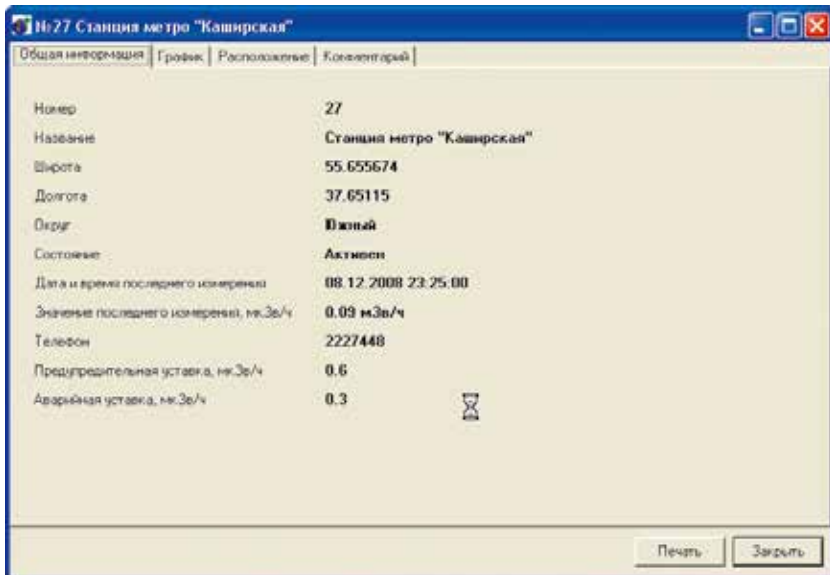 №27 Станция метро "Каширская"
Общая информация График Расположение Комментарий
Номер 27
Название Станция метро "Каширская"
Широта 55.655674
Долгота 37.65115
Округ Южный
Состояние Активен
Дата и время последнего измерения 08.12.2008 23:25:00
Значение последнего измерения, мк.Зв/ч 0.09 мЗв/ч
Телефон 2227448
Предупредительная уставка, мк.Зв/ч 0.6
Аварийная уставка, мк.Зв/ч 0.3
Печать Закрыть